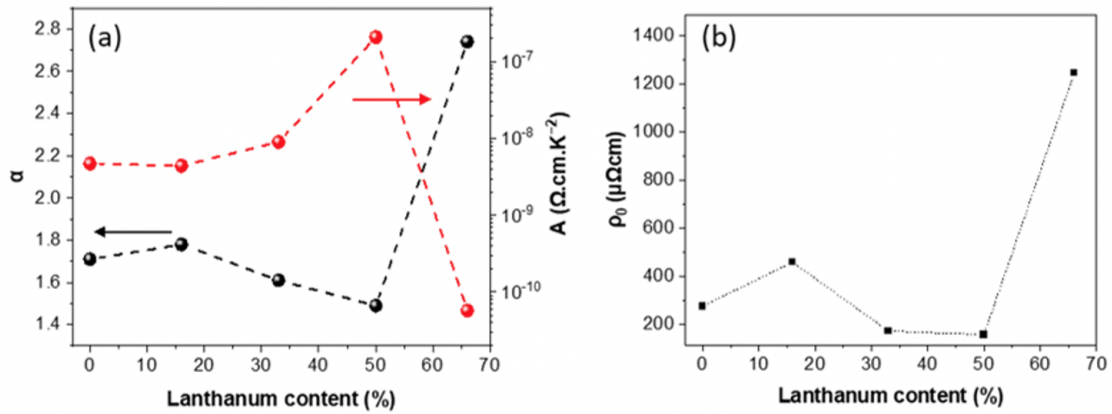 (a)
2.8
2.6
2.4
2.2
2.0
1.8
1.6
1.4
α
10⁻⁷
10⁻⁸
10⁻⁹
10⁻¹⁰
A (Ω.cm.K⁻²)
0 10 20 30 40 50 60 70
Lanthanum content (%)
(b)
1400
1200
1000
800
600
400
200
ρ₀ (μΩcm)
0 10 20 30 40 50 60 70
Lanthanum content (%)